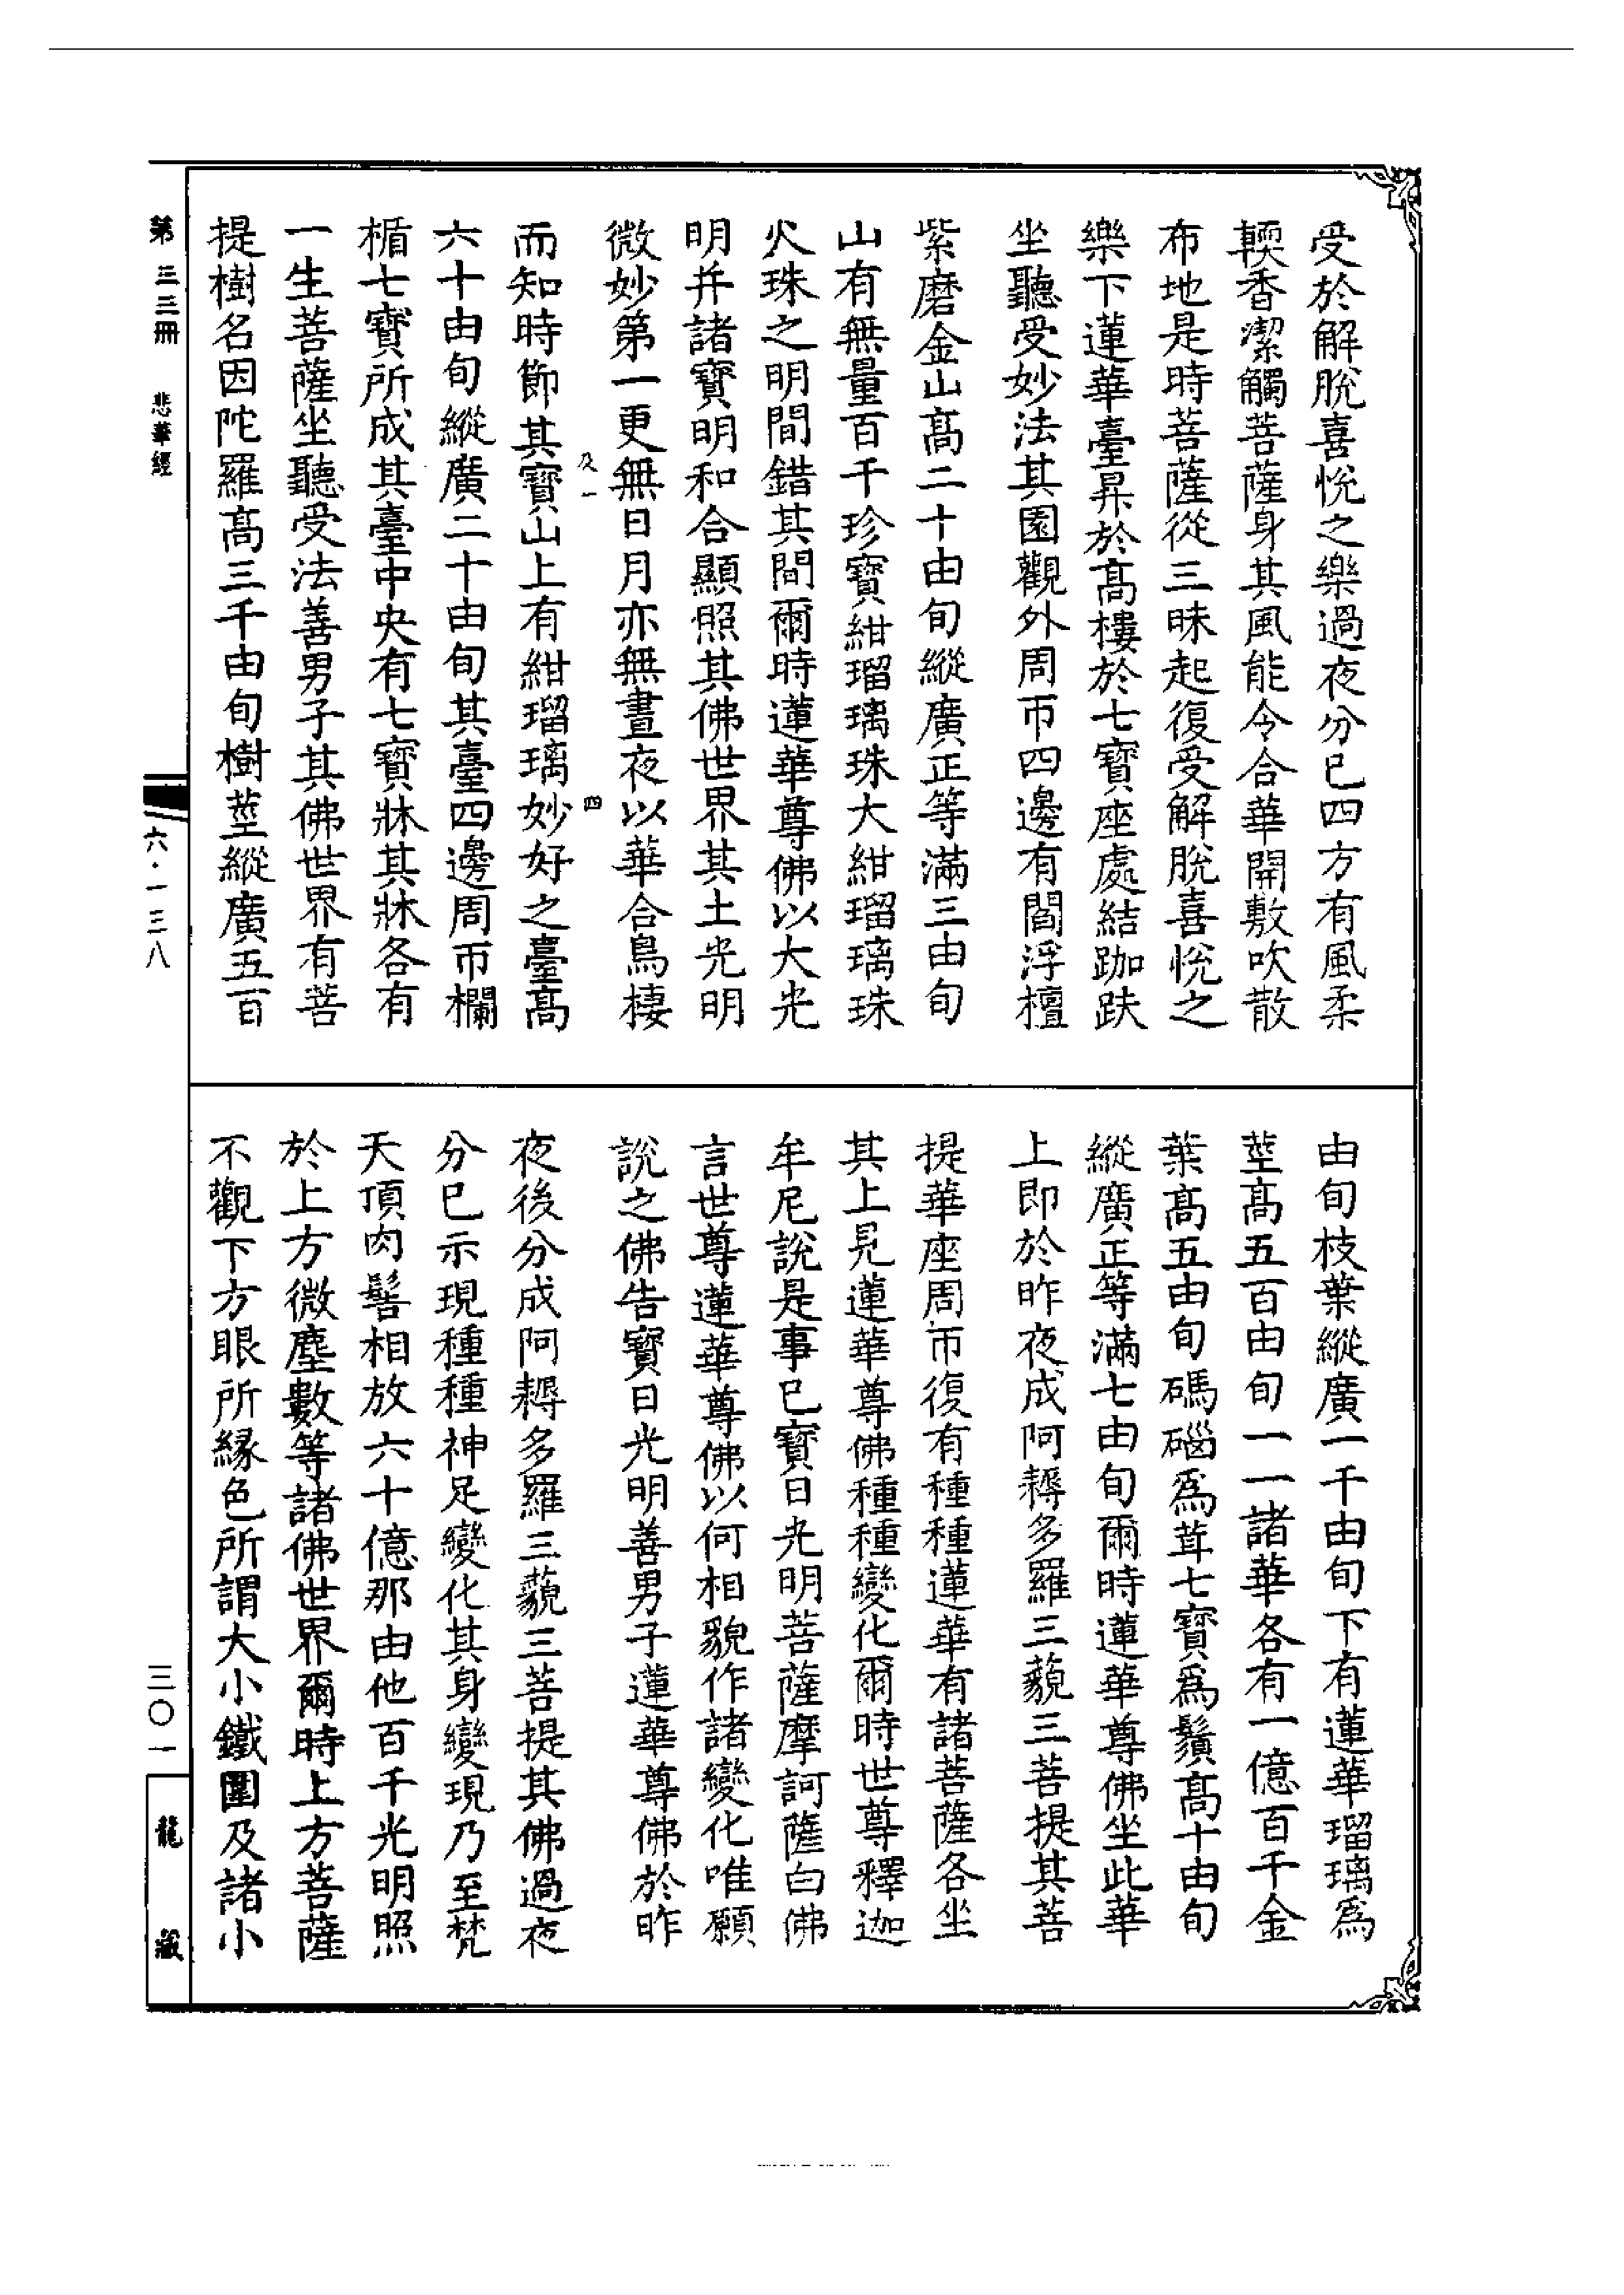 受於解脫喜悅之樂過夜分已四方有風柔
輭香潔觸菩薩身其風能令合華開敷吹散
布地是時菩薩從三昧起復受解脫喜悅之
樂下蓮華臺昇於高樓於七寶座處結跏趺
坐聽受妙法其園觀外周帀四邊有閻浮檀
紫磨金山高二十由旬縱廣正等滿三由旬
山有無量百千珍寶紺瑠璃珠大紺瑠璃珠
火珠之明間錯其間爾時蓮華尊佛以大光
明并諸寶明和合顯照其佛世界其土光明
微妙第一更無日月亦無晝夜以華合鳥棲
及一 四
而知時節其寶山上有紺瑠璃妙好之臺高
六十由旬縱廣二十由旬其臺四邊周帀欄
楯七寶所成其臺中央有七寶牀其牀各有
一生菩薩坐聽受法善男子其佛世界有菩
提樹名因陀羅高三千由旬樹莖縱廣五百
由旬枝葉縱廣一千由旬下有蓮華瑠璃為
莖高五百由旬一一諸華各有一億百千金
葉高五由旬碼碯為茸七寶為鬚高十由旬
縱廣正等滿七由旬爾時蓮華尊佛坐此華
上即於昨夜成阿耨多羅三藐三菩提其菩
提華座周帀復有種種蓮華有諸菩薩各坐
其上見蓮華尊佛種種變化爾時世尊釋迦
牟尼說是事已寶日光明菩薩摩訶薩白佛
言世尊蓮華尊佛以何相貌作諸變化唯願
說之佛告寶日光明善男子蓮華尊佛於昨
夜後分成阿耨多羅三藐三菩提其佛過夜
分已示現種種神足變化其身變現乃至梵
天頂肉髻相放六十億那由他百千光明照
於上方微塵數等諸佛世界爾時上方菩薩
不觀下方眼所緣色所謂大小鐵圍及諸小
第三三冊 悲華經
六·一三八
三〇一
龍藏